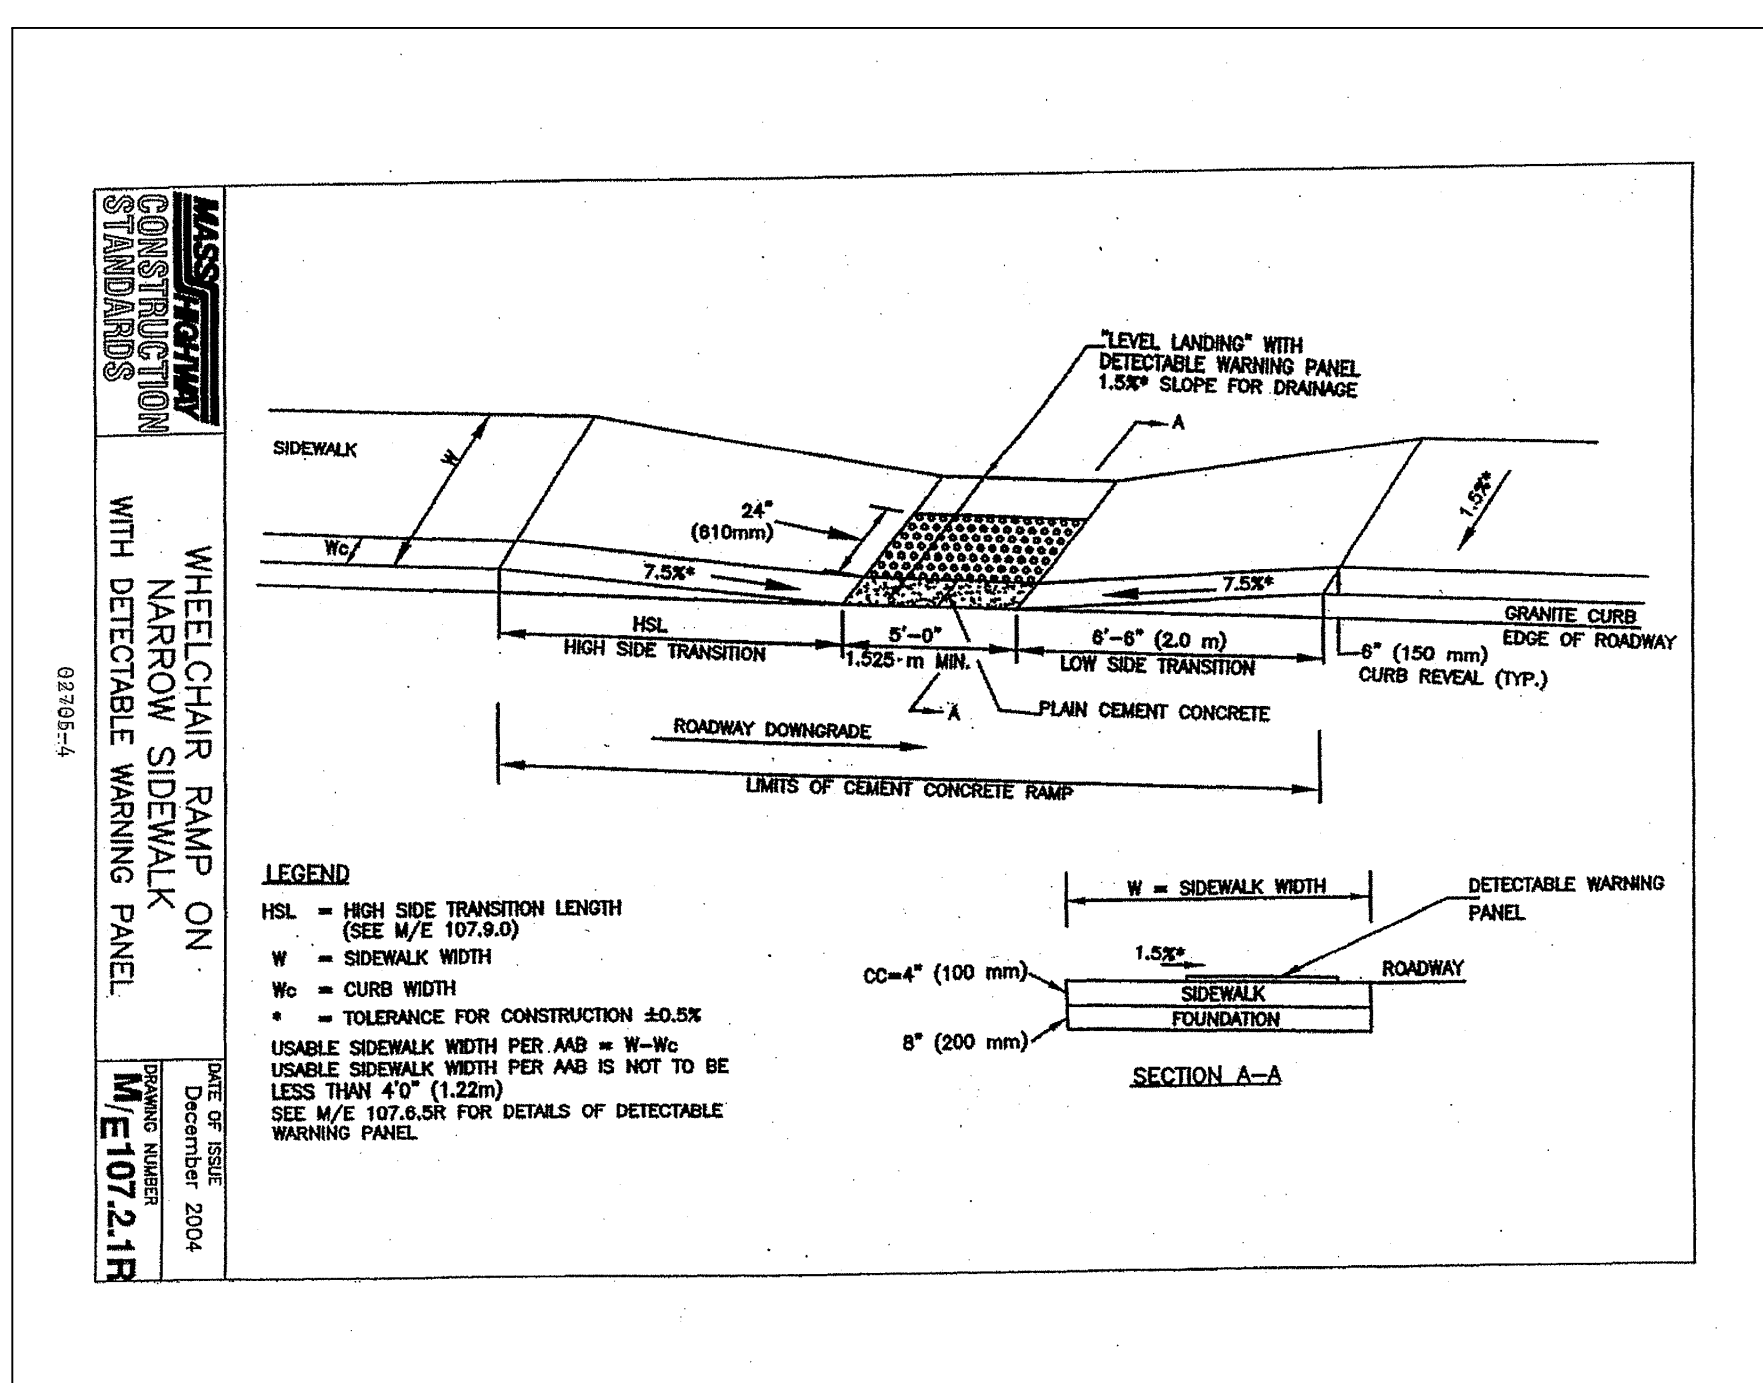 MASS HIGHWAY
CONSTRUCTION
STANDARDS
WHEELCHAIR RAMP ON
NARROW SIDEWALK
WITH DETECTABLE WARNING PANEL
DATE OF ISSUE
December 2004
DRAWING NUMBER
M/E107.2.1R
02705-4
"LEVEL LANDING" WITH
DETECTABLE WARNING PANEL
1.5%* SLOPE FOR DRAINAGE
A
SIDEWALK
W
24"
(610mm)
1.5%*
Wc
7.5%*
7.5%*
GRANITE CURB
EDGE OF ROADWAY
HSL
HIGH SIDE TRANSITION
5'-0"
1.525 m MIN.
6'-6" (2.0 m)
LOW SIDE TRANSITION
6" (150 mm)
CURB REVEAL (TYP.)
A
PLAIN CEMENT CONCRETE
ROADWAY DOWNGRADE
LIMITS OF CEMENT CONCRETE RAMP
LEGEND
HSL = HIGH SIDE TRANSITION LENGTH
(SEE M/E 107.9.0)
W = SIDEWALK WIDTH
Wc = CURB WIDTH
* = TOLERANCE FOR CONSTRUCTION ±0.5%
USABLE SIDEWALK WIDTH PER AAB = W-Wc
USABLE SIDEWALK WIDTH PER AAB IS NOT TO BE
LESS THAN 4'0" (1.22m)
SEE M/E 107.6.5R FOR DETAILS OF DETECTABLE
WARNING PANEL
W = SIDEWALK WIDTH
DETECTABLE WARNING
PANEL
1.5%*
ROADWAY
CC=4" (100 mm)
SIDEWALK
FOUNDATION
8" (200 mm)
SECTION A-A